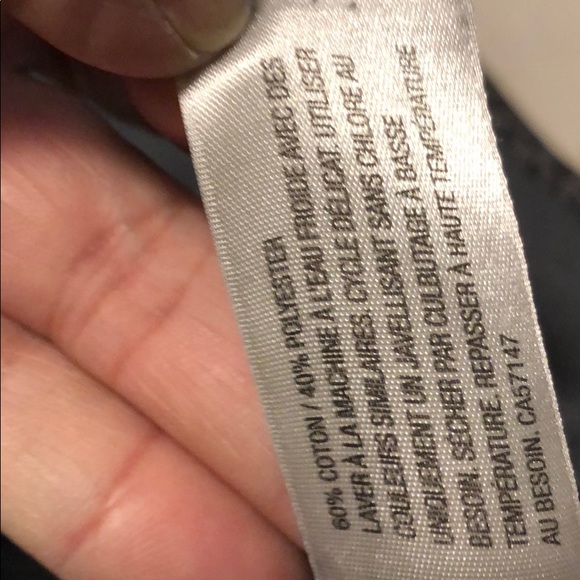 60% COTON / 40% POLYESTER
LAVER À LA MACHINE À L'EAU FROIDE AVEC DES
COULEURS SIMILAIRES. CYCLE DÉLICAT. UTILISER
UNIQUEMENT UN JAVELLISANT SANS CHLORE AU
BESOIN. SÉCHER PAR CULBUTAGE À BASSE
TEMPÉRATURE. REPASSER À HAUTE TEMPÉRATURE
AU BESOIN. CA57147